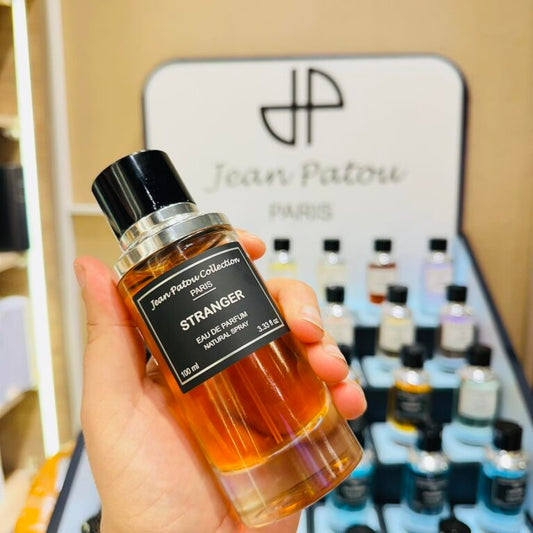 JP
Jean Patou
PARIS
Jean Patou Collection
PARIS
STRANGER
EAU DE PARFUM
NATURAL SPRAY
100 ml
3.33 fl oz